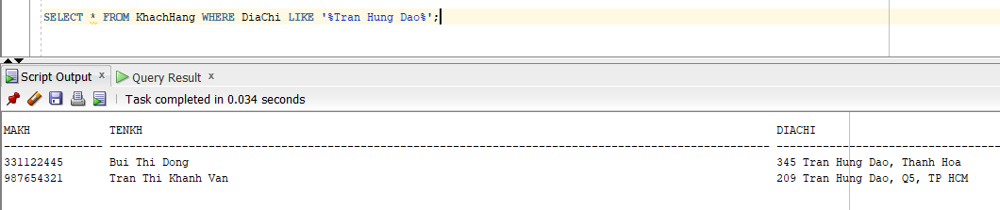 SELECT * FROM KhachHang WHERE DiaChi LIKE '%Tran Hung Dao%';
Script Output x Query Result x
Task completed in 0.034 seconds
MAKH TENKH DIACHI
331122445 Bui Thi Dong 345 Tran Hung Dao, Thanh Hoa
987654321 Tran Thi Khanh Van 209 Tran Hung Dao, Q5, TP HCM